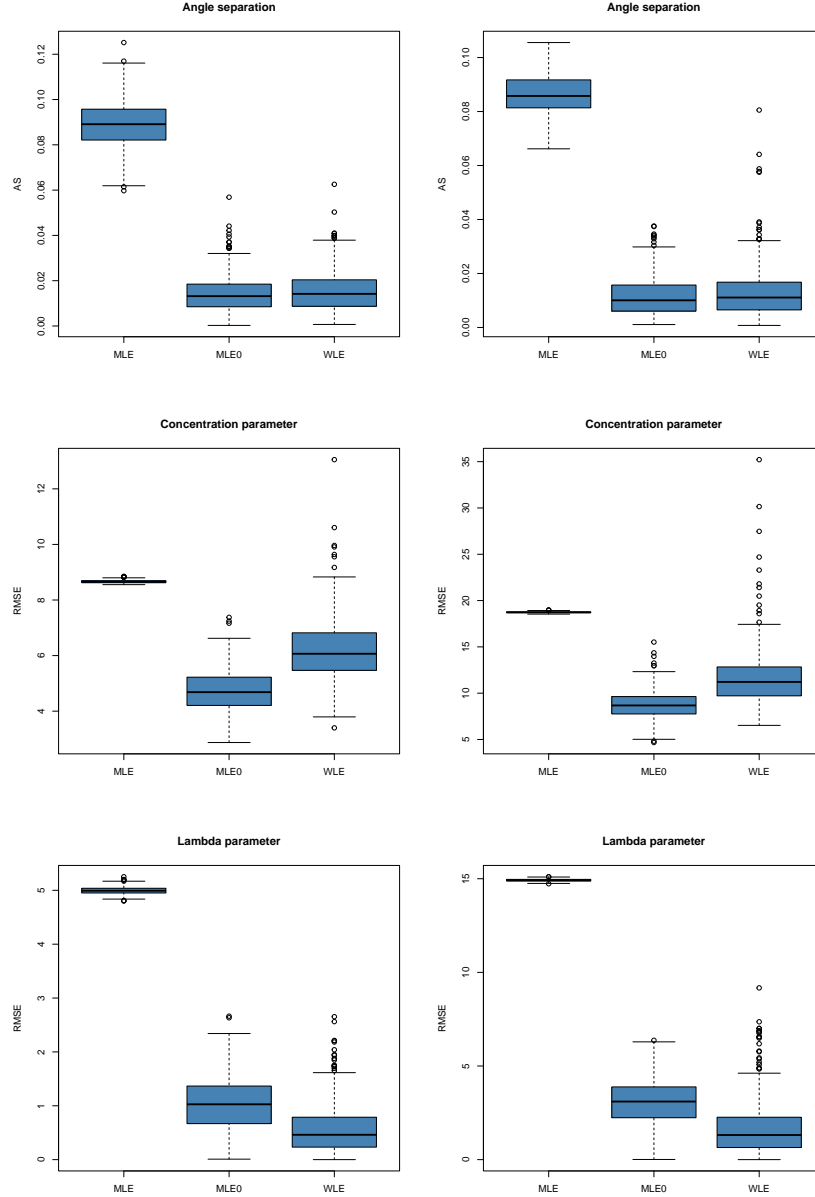 Angle separation
Angle separation
AS
0.00
0.02
0.04
0.06
0.08
0.10
0.12
MLE
MLE0
WLE
AS
0.00
0.02
0.04
0.06
0.08
0.10
MLE
MLE0
WLE
Concentration parameter
Concentration parameter
RMSE
4
6
8
10
12
MLE
MLE0
WLE
RMSE
5
10
15
20
25
30
35
MLE
MLE0
WLE
Lambda parameter
Lambda parameter
RMSE
0
1
2
3
4
5
MLE
MLE0
WLE
RMSE
0
5
10
15
MLE
MLE0
WLE